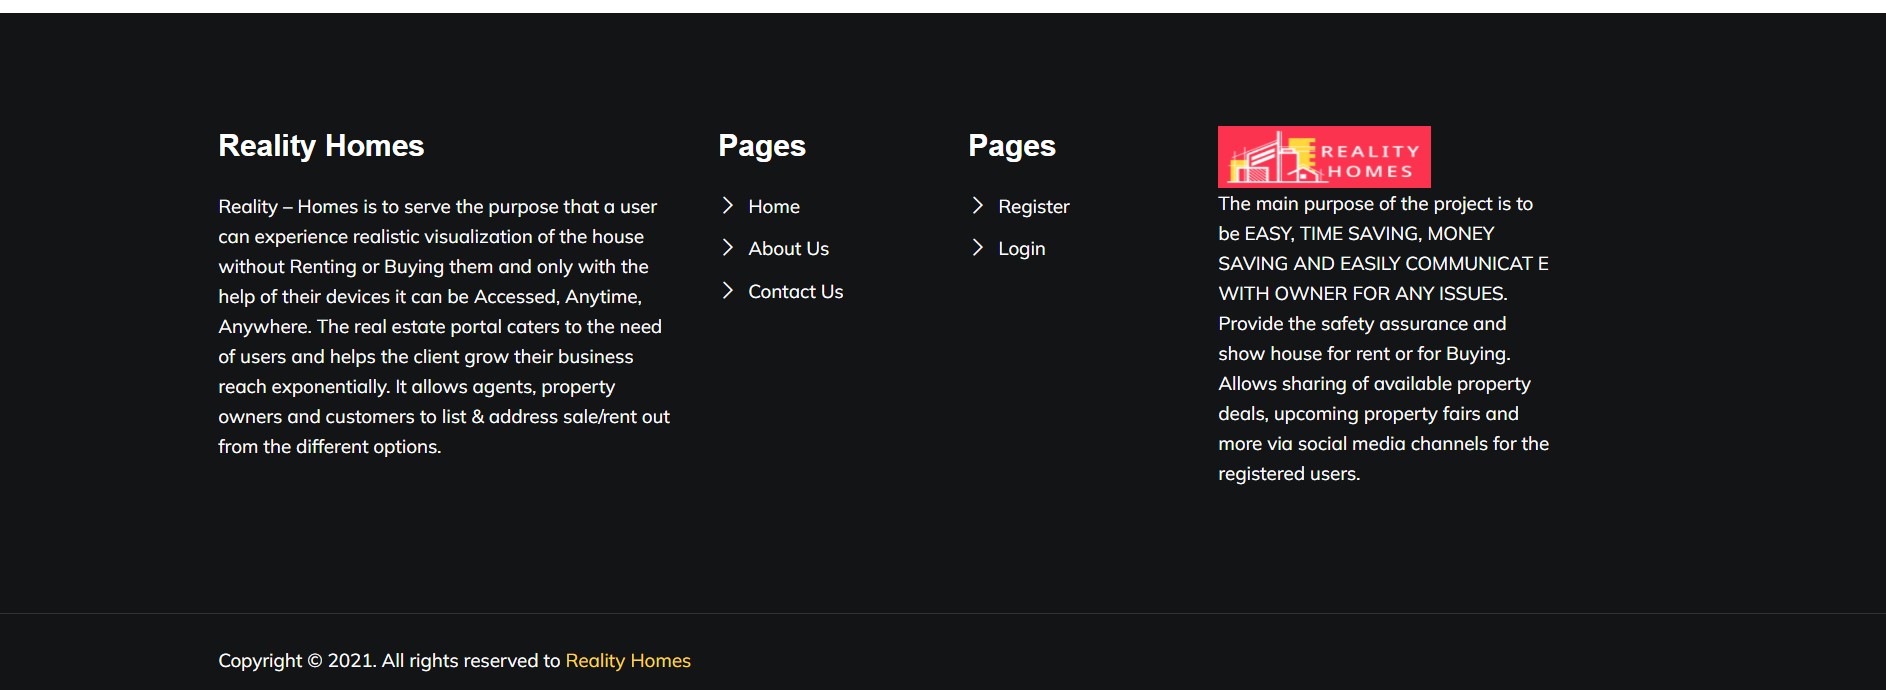 Reality Homes
Reality – Homes is to serve the purpose that a user
can experience realistic visualization of the house
without Renting or Buying them and only with the
help of their devices it can be Accessed, Anytime,
Anywhere. The real estate portal caters to the need
of users and helps the client grow their business
reach exponentially. It allows agents, property
owners and customers to list & address sale/rent out
from the different options.
Pages
Home
About Us
Contact Us
Pages
Register
Login
REALITY
HOMES
The main purpose of the project is to
be EASY, TIME SAVING, MONEY
SAVING AND EASILY COMMUNICAT E
WITH OWNER FOR ANY ISSUES.
Provide the safety assurance and
show house for rent or for Buying.
Allows sharing of available property
deals, upcoming property fairs and
more via social media channels for the
registered users.
Copyright © 2021. All rights reserved to Reality Homes